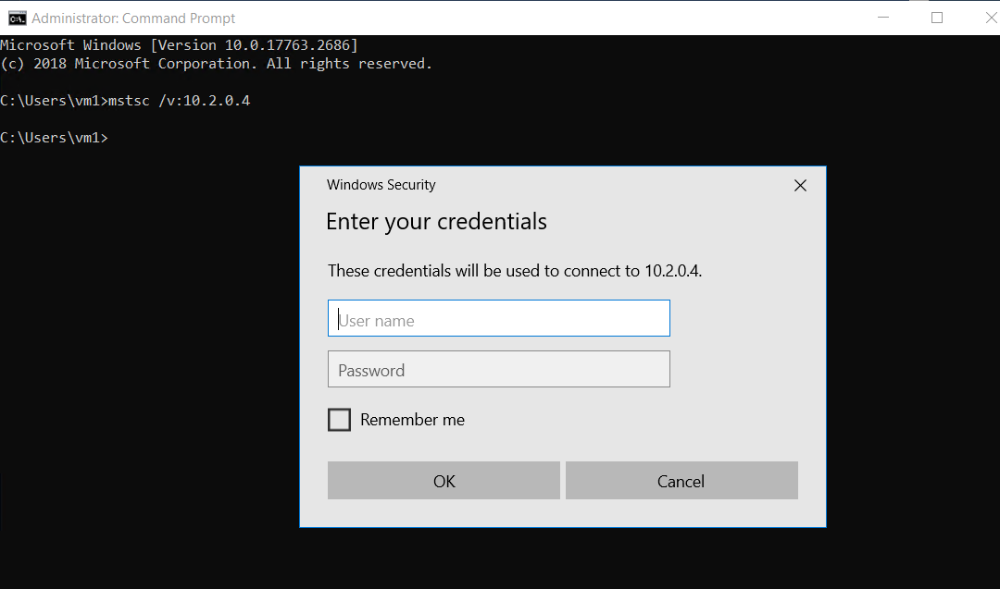 Administrator: Command Prompt
Microsoft Windows [Version 10.0.17763.2686]
(c) 2018 Microsoft Corporation. All rights reserved.
C:\Users\vm1>mstsc /v:10.2.0.4
C:\Users\vm1>
Windows Security
Enter your credentials
These credentials will be used to connect to 10.2.0.4.
User name
Password
Remember me
OK
Cancel